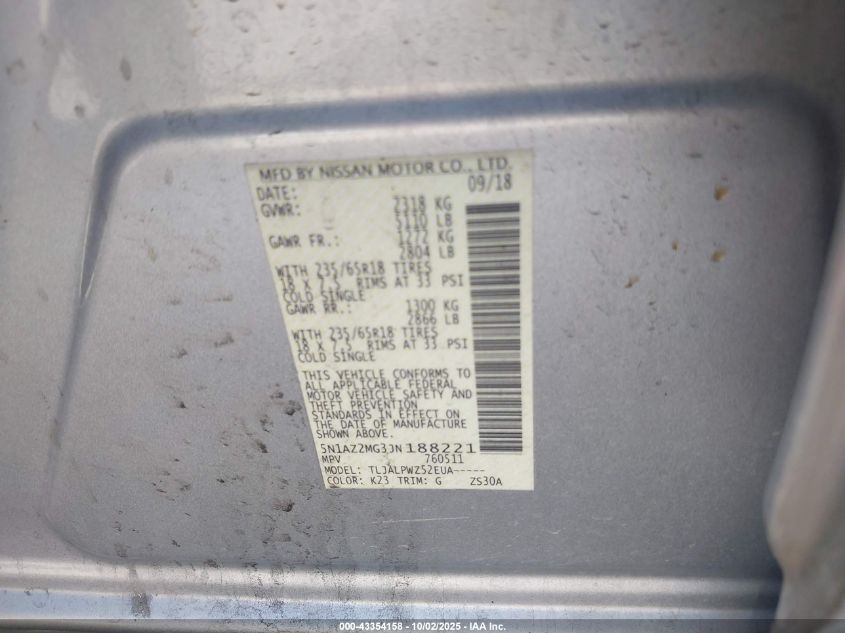 MFD BY NISSAN MOTOR CO., LTD.
DATE: 09/18
GVWR: 2318 KG
5110 LB
GAWR FR.: 1272 KG
2804 LB
WITH 235/65R18 TIRES
18 X 7.5 RIMS AT 33 PSI
COLD SINGLE
GAWR RR.: 1300 KG
2866 LB
WITH 235/65R18 TIRES
18 X 7.5 RIMS AT 33 PSI
COLD SINGLE
THIS VEHICLE CONFORMS TO
ALL APPLICABLE FEDERAL
MOTOR VEHICLE SAFETY AND
THEFT PREVENTION
STANDARDS IN EFFECT ON
THE DATE OF MANUFACTURE
SHOWN ABOVE.
5N1AZ2MG3JN188221
MPV 760511
MODEL: TLJALPWZ52EUA-----
COLOR: K23 TRIM: G ZS30A
000-43354158 - 10/02/2025 - IAA Inc.